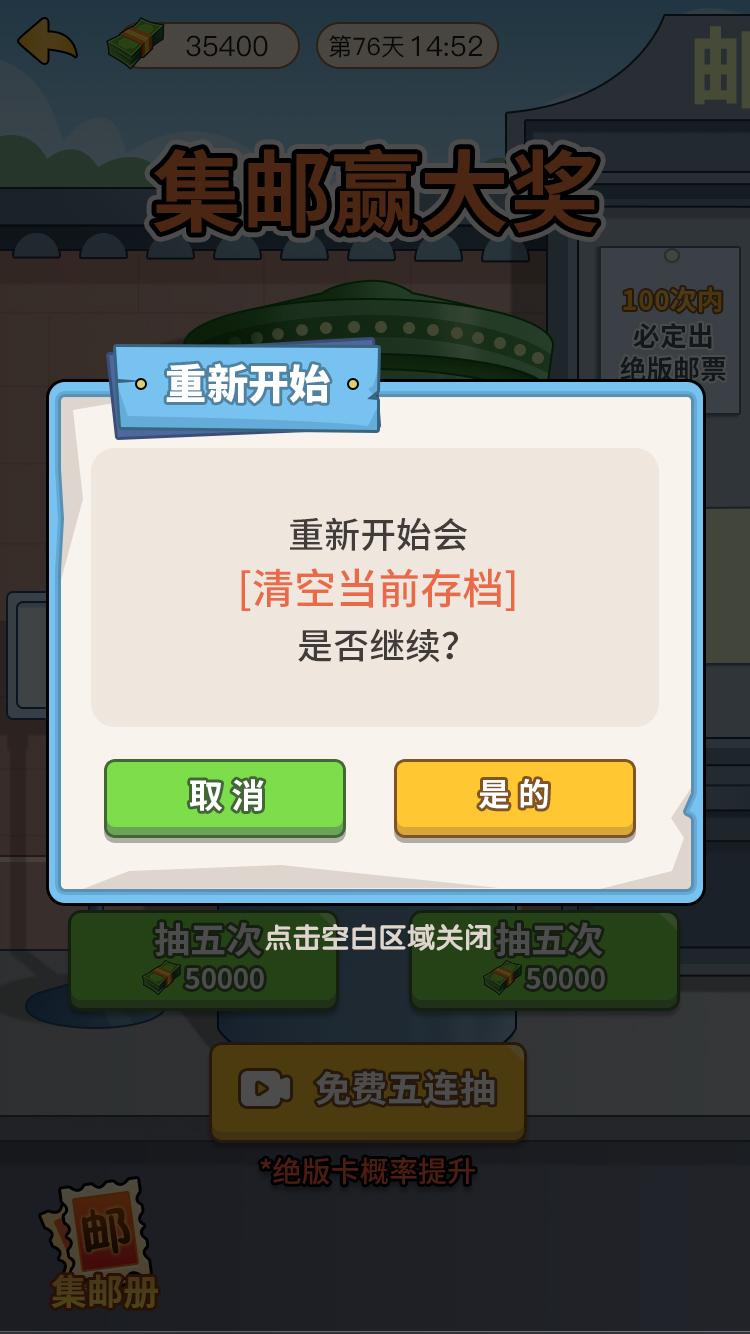 35400
第76天 14:52
邮
集邮赢大奖
100次内
必定出
绝版邮票
重新开始
重新开始会
[清空当前存档]
是否继续？
取消
是的
点击空白区域关闭
抽五次
50000
抽五次
50000
免费五连抽
*绝版卡概率提升
邮
集邮册